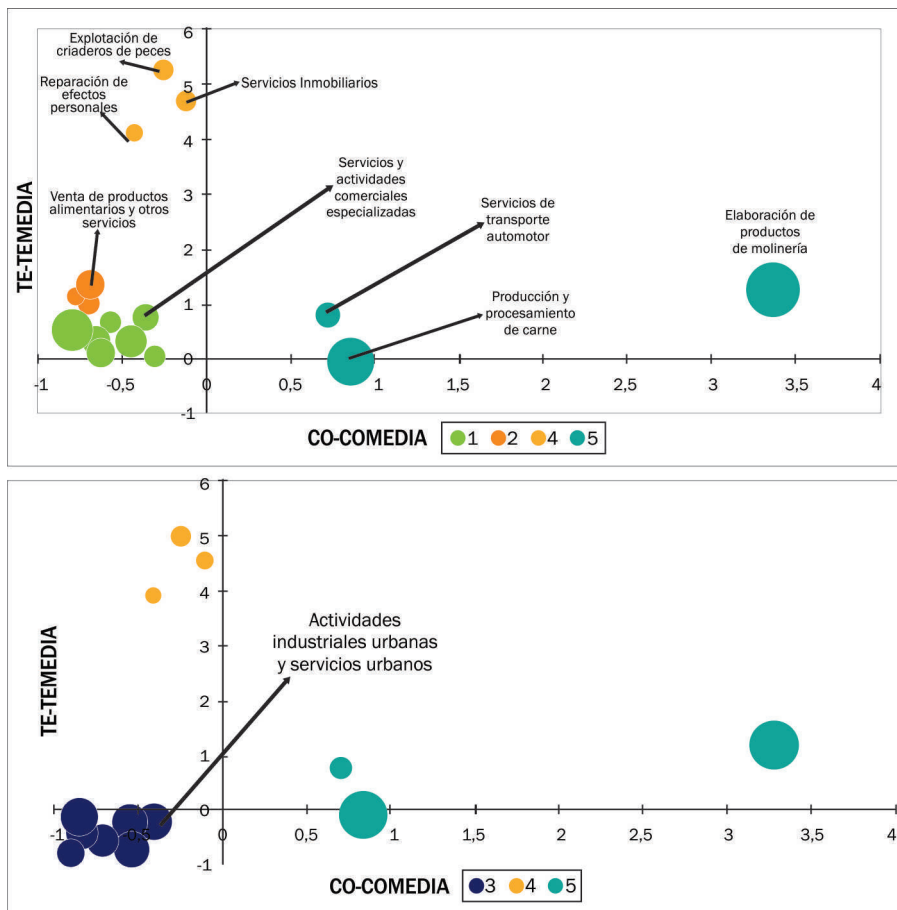 6
Explotación de
criaderos de peces
5
Servicios Inmobiliarios
Reparación de
efectos
personales
4
Servicios y
actividades
comerciales
especializadas
3
Venta de productos
alimentarios y otros
servicios
Servicios de
transporte
automotor
Elaboración de
productos
de molinería
TE-TEMEDIA
2
1
Producción y
procesamiento
de carne
0
-1 -0,5 0 0,5 1 1,5 2 2,5 3 3,5 4
-1
CO-COMEDIA 1 2 4 5
6
5
4
Actividades
industriales urbanas
y servicios urbanos
3
TE-TEMEDIA
2
1
0
-1 0,5 0 0,5 1 1,5 2 2,5 3 3,5 4
-1
CO-COMEDIA 3 4 5